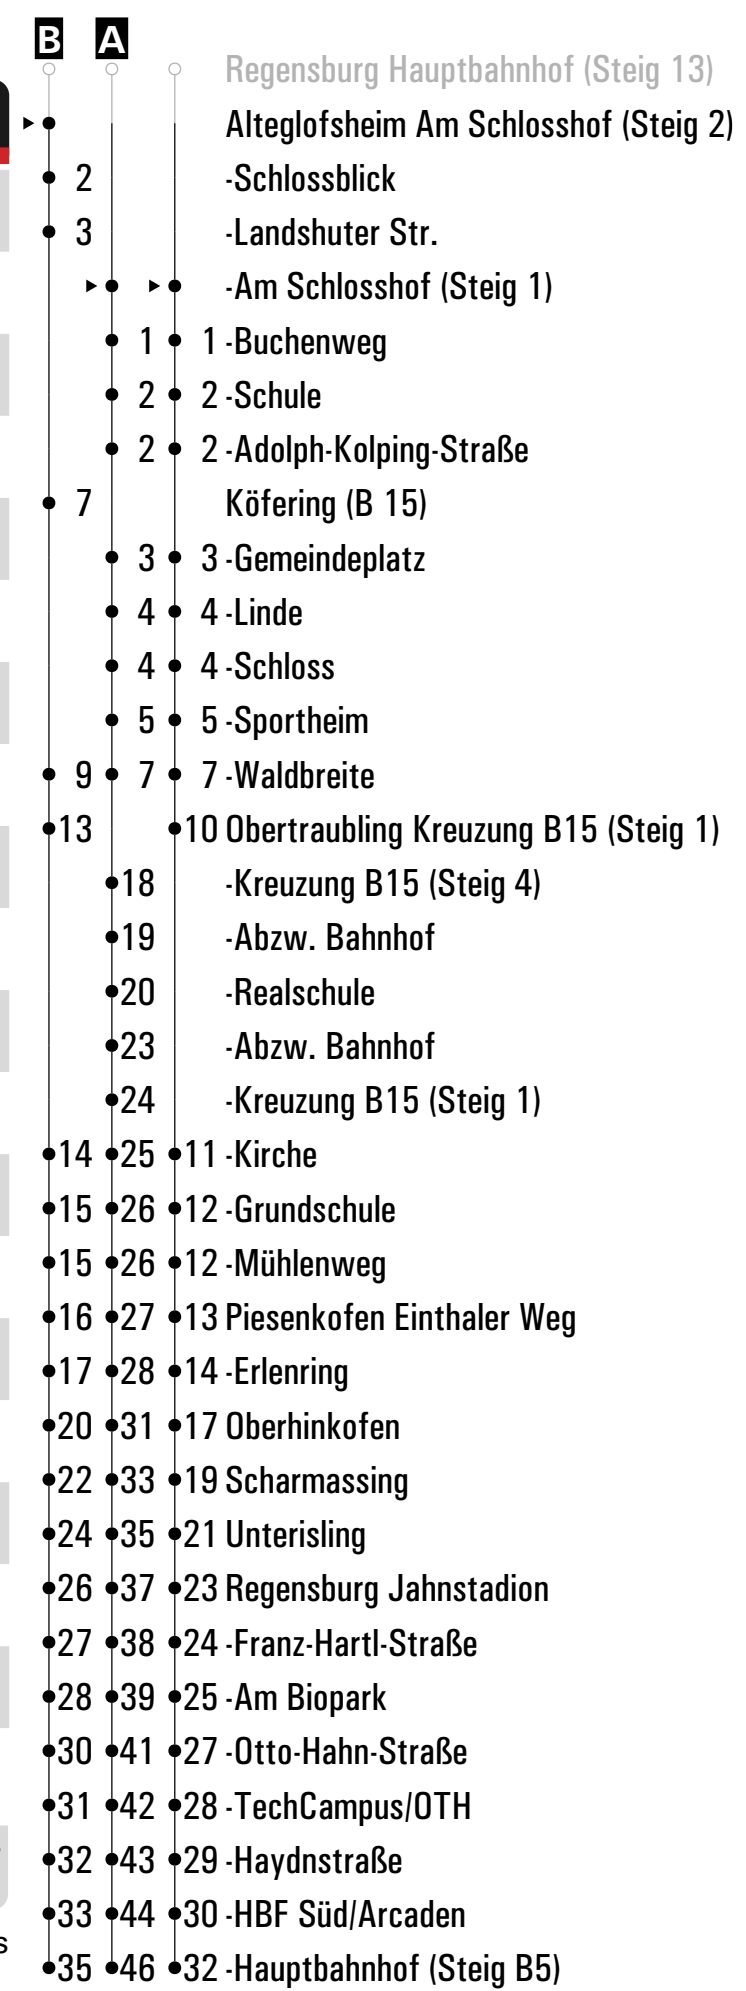 B A
Regensburg Hauptbahnhof (Steig 13)
Alteglofsheim Am Schlosshof (Steig 2)
2 -Schlossblick
3 -Landshuter Str.
-Am Schlosshof (Steig 1)
1 1 -Buchenweg
2 2 -Schule
2 2 -Adolph-Kolping-Straße
7 Köfering (B 15)
3 3 -Gemeindeplatz
4 4 -Linde
4 4 -Schloss
5 5 -Sportheim
9 7 7 -Waldbreite
13 10 Obertraubling Kreuzung B15 (Steig 1)
18 -Kreuzung B15 (Steig 4)
19 -Abzw. Bahnhof
20 -Realschule
23 -Abzw. Bahnhof
24 -Kreuzung B15 (Steig 1)
14 25 11 -Kirche
15 26 12 -Grundschule
15 26 12 -Mühlenweg
16 27 13 Piesenkofen Einthaler Weg
17 28 14 -Erlenring
20 31 17 Oberhinkofen
22 33 19 Scharmassing
24 35 21 Unterisling
26 37 23 Regensburg Jahnstadion
27 38 24 -Franz-Hartl-Straße
28 39 25 -Am Biopark
30 41 27 -Otto-Hahn-Straße
31 42 28 -TechCampus/OTH
32 43 29 -Haydnstraße
33 44 30 -HBF Süd/Arcaden
s 35 46 32 -Hauptbahnhof (Steig B5)